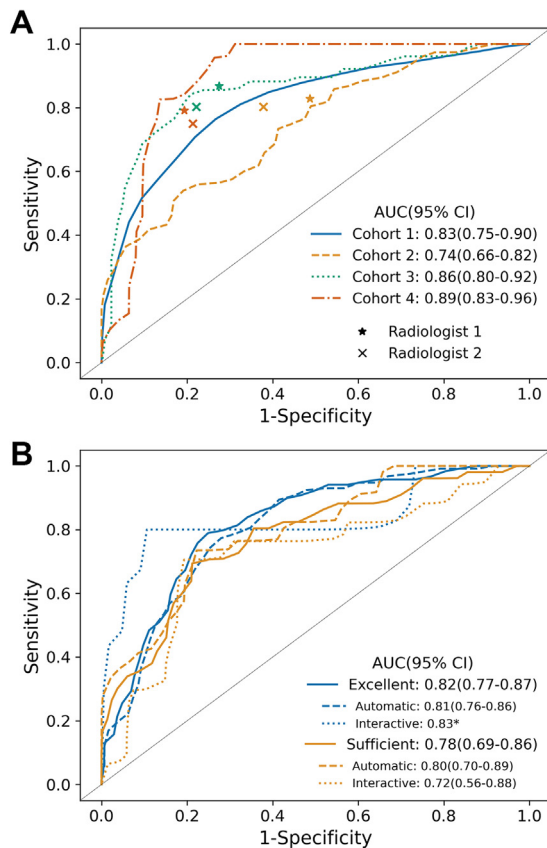 A
1.0
0.8
0.6
0.4
0.2
0.0
Sensitivity
AUC(95% CI)
Cohort 1: 0.83(0.75-0.90)
Cohort 2: 0.74(0.66-0.82)
Cohort 3: 0.86(0.80-0.92)
Cohort 4: 0.89(0.83-0.96)
Radiologist 1
Radiologist 2
0.0 0.2 0.4 0.6 0.8 1.0
1-Specificity
B
1.0
0.8
0.6
0.4
0.2
0.0
Sensitivity
AUC(95% CI)
Excellent: 0.82(0.77-0.87)
Automatic: 0.81(0.76-0.86)
Interactive: 0.83*
Sufficient: 0.78(0.69-0.86)
Automatic: 0.80(0.70-0.89)
Interactive: 0.72(0.56-0.88)
0.0 0.2 0.4 0.6 0.8 1.0
1-Specificity